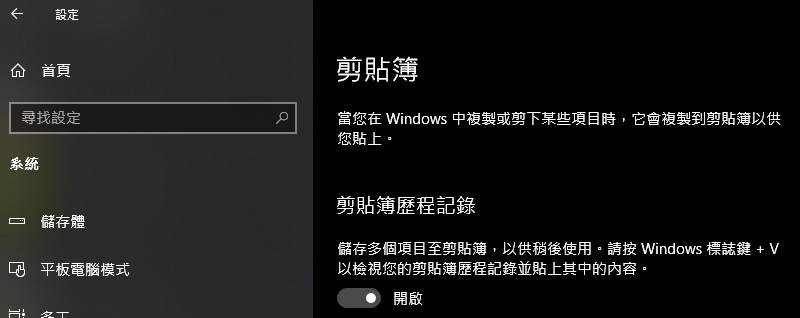 設定
首頁
尋找設定
系統
儲存體
平板電腦模式
多工
剪貼簿
當您在 Windows 中複製或剪下某些項目時，它會複製到剪貼簿以供
您貼上。
剪貼簿歷程記錄
儲存多個項目至剪貼簿，以供稍後使用。請按 Windows 標誌鍵 + V
以檢視您的剪貼簿歷程記錄並貼上其中的內容。
開啟